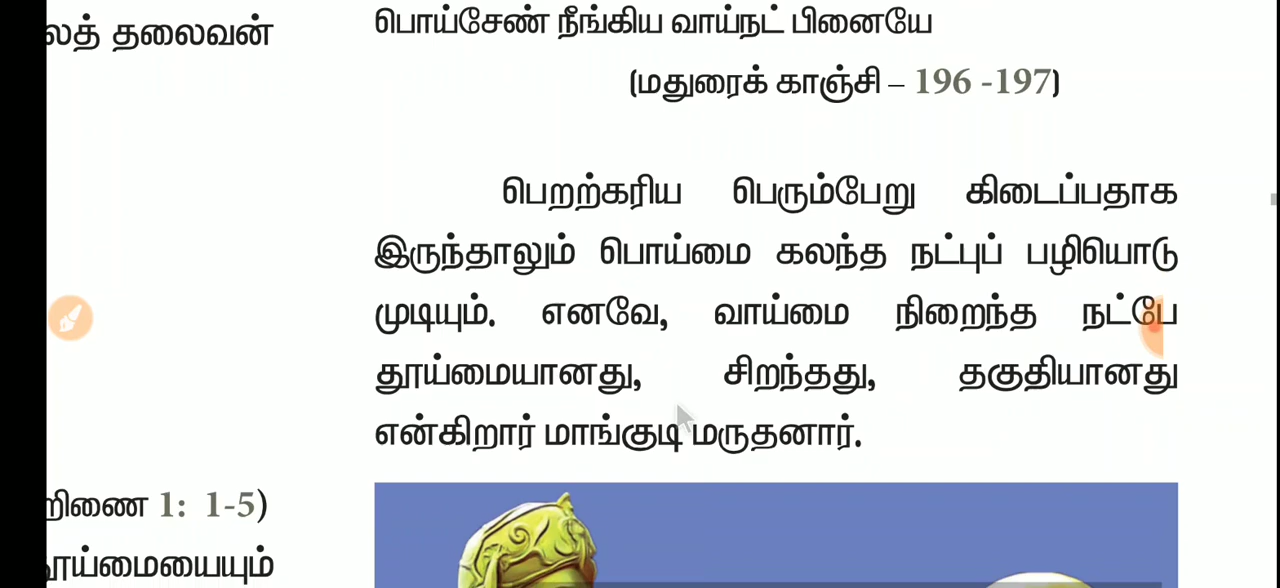 லத் தலைவன்
றிணை 1: 1-5)
தூய்மையையும்
பொய்சேண் நீங்கிய வாய்நட் பினையே
(மதுரைக் காஞ்சி – 196 -197)
பெறற்கரிய பெரும்பேறு கிடைப்பதாக
இருந்தாலும் பொய்மை கலந்த நட்புப் பழியொடு
முடியும். எனவே, வாய்மை நிறைந்த நட்பே
தூய்மையானது, சிறந்தது, தகுதியானது
என்கிறார் மாங்குடி மருதனார்.